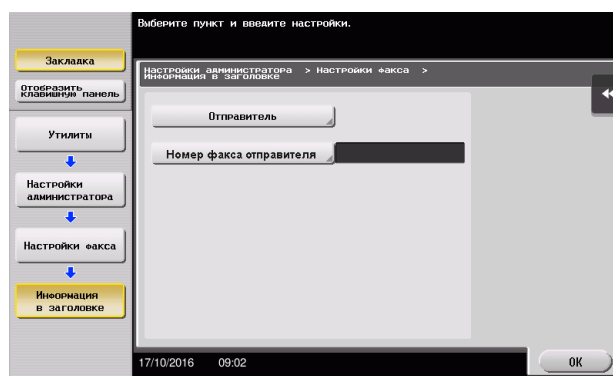 Выберите пункт и введите настройки.
Закладка
Отобразить
клавишную панель
Настройки администратора > Настройки факса >
Информация в заголовке
Отправитель
Утилиты
Номер факса отправителя
Настройки
администратора
Настройки факса
Информация
в заголовке
17/10/2016 09:02
OK